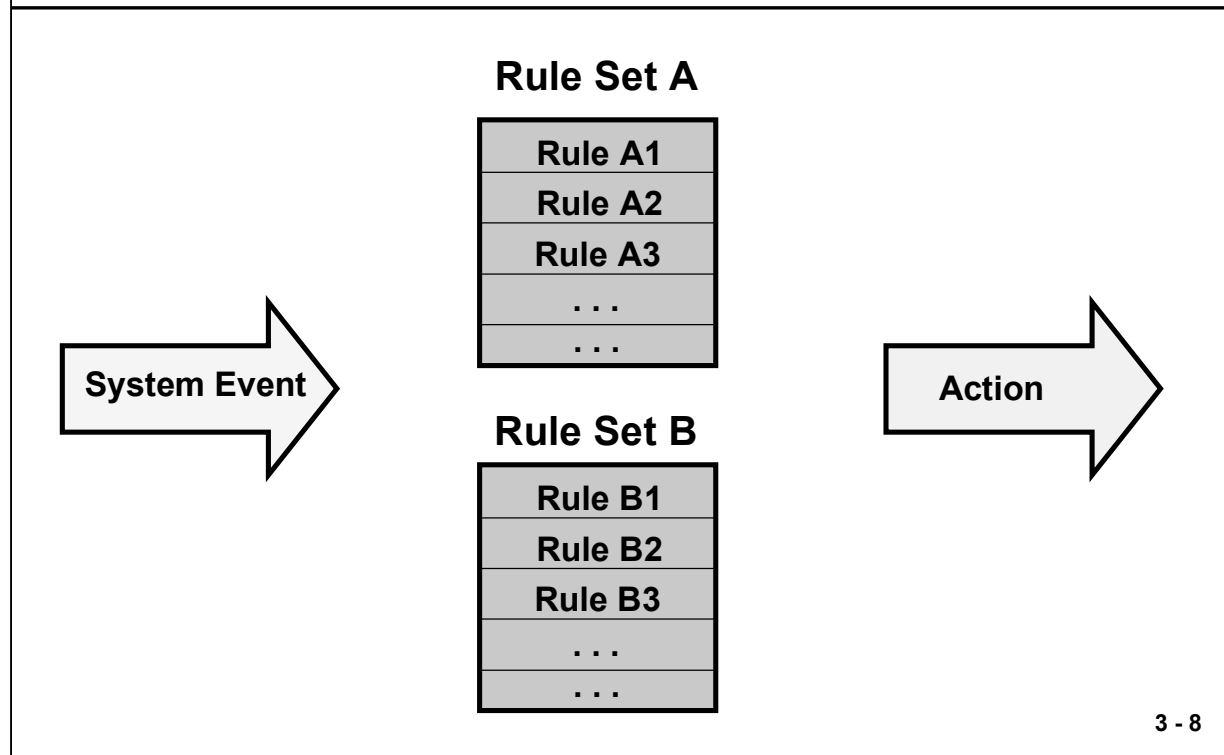 Rule Set A
Rule A1
Rule A2
Rule A3
. . .
. . .
System Event
Action
Rule Set B
Rule B1
Rule B2
Rule B3
. . .
. . .
3 - 8